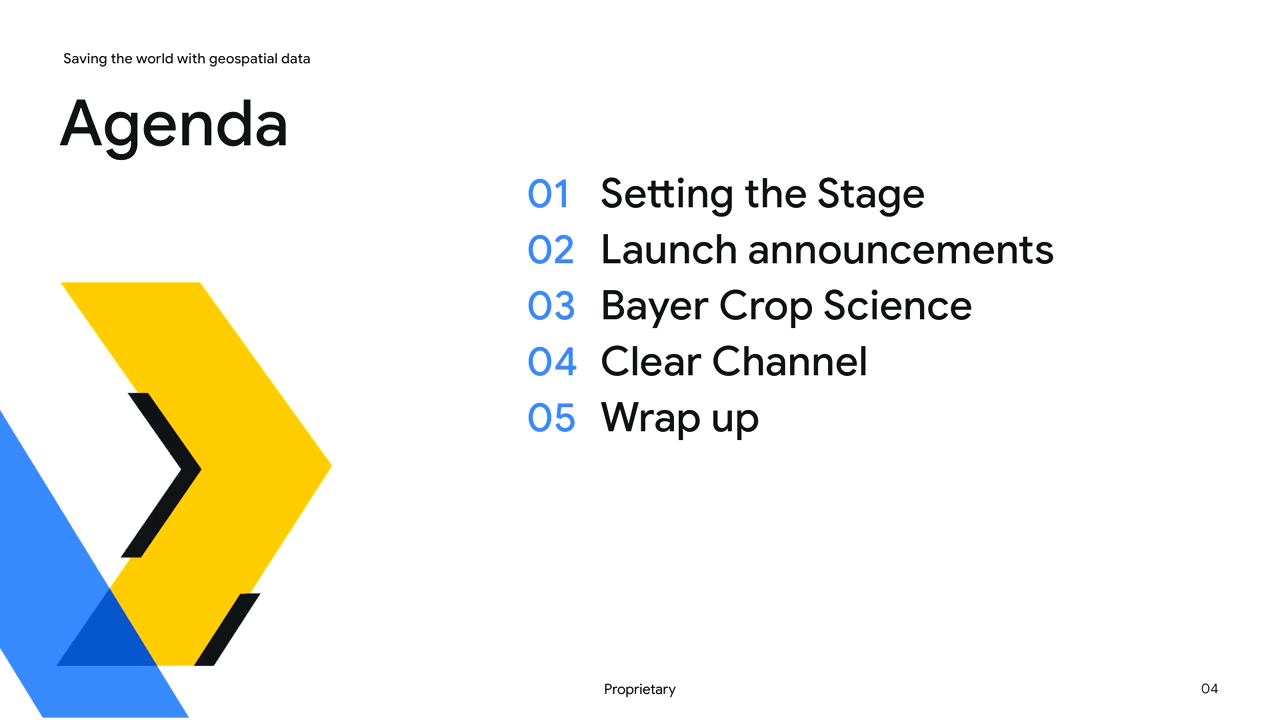 Saving the world with geospatial data
Agenda
01 Setting the Stage
02 Launch announcements
03 Bayer Crop Science
04 Clear Channel
05 Wrap up
Proprietary
04